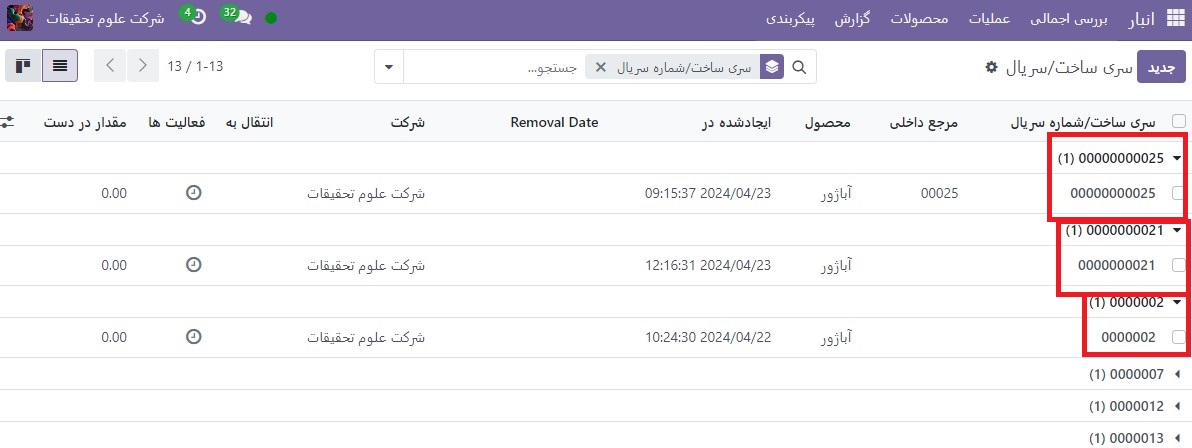 انبار بررسی اجمالی عملیات محصولات گزارش پیکربندی 32 4 شرکت علوم تحقیقات
جدید سری ساخت/سریال سری ساخت/شماره سریال جستجو... 13 / 1-13
سری ساخت/شماره سریال مرجع داخلی محصول ایجادشده در Removal Date شرکت انتقال به فعالیت ها مقدار در دست
00000000025 (1)
00000000025 00025 آباژور 2024/04/23 09:15:37 شرکت علوم تحقیقات 0.00
0000000021 (1)
0000000021 آباژور 2024/04/23 12:16:31 شرکت علوم تحقیقات 0.00
0000002 (1)
0000002 آباژور 2024/04/22 10:24:30 شرکت علوم تحقیقات 0.00
0000007 (1)
0000012 (1)
0000013 (1)